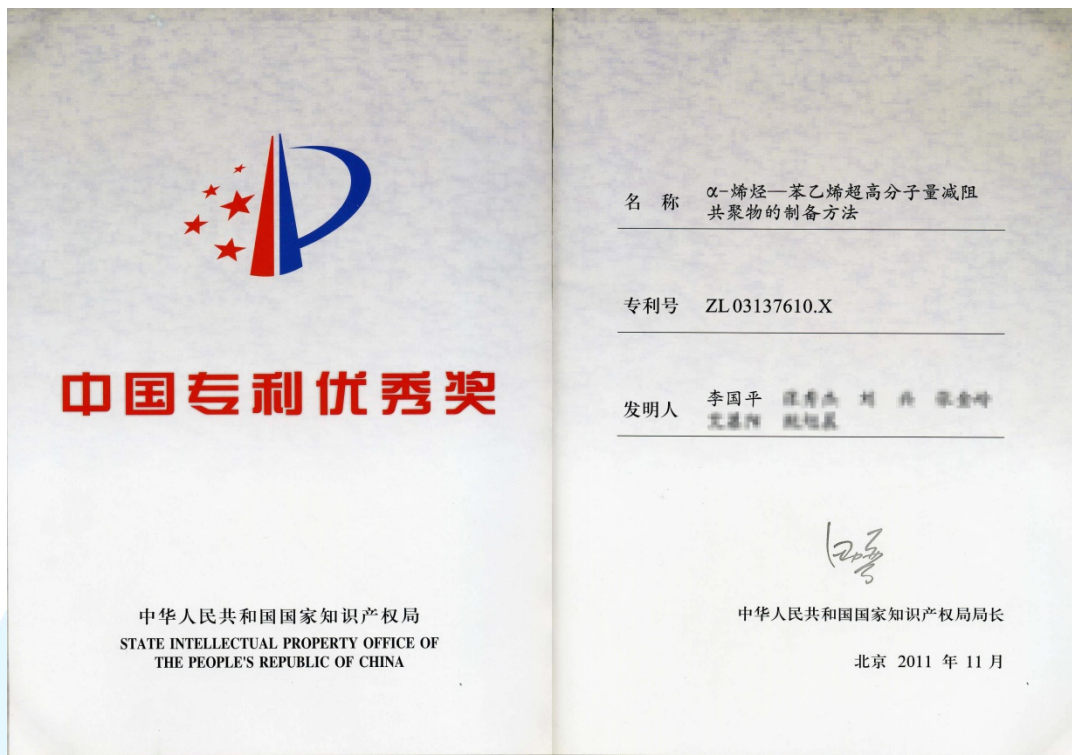 中国专利优秀奖
中华人民共和国国家知识产权局
STATE INTELLECTUAL PROPERTY OFFICE OF
THE PEOPLE'S REPUBLIC OF CHINA
名 称 α-烯烃—苯乙烯超高分子量减阻
共聚物的制备方法
专利号 ZL 03137610.X
发明人 李国平
中华人民共和国国家知识产权局局长
北京 2011 年 11 月